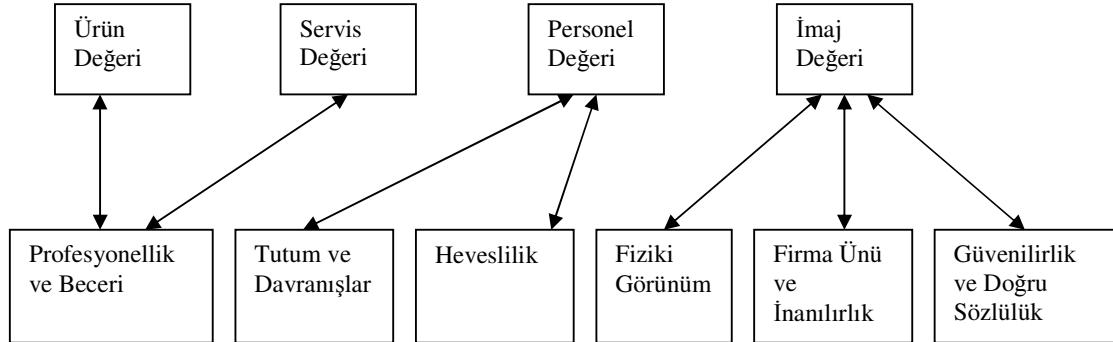 Ürün
Değeri
Servis
Değeri
Personel
Değeri
İmaj
Değeri
Profesyonellik
ve Beceri
Tutum ve
Davranışlar
Heveslilik
Fiziki
Görünüm
Firma Ünü
ve
İnanılırlık
Güvenilirlik
ve Doğru
Sözlülük